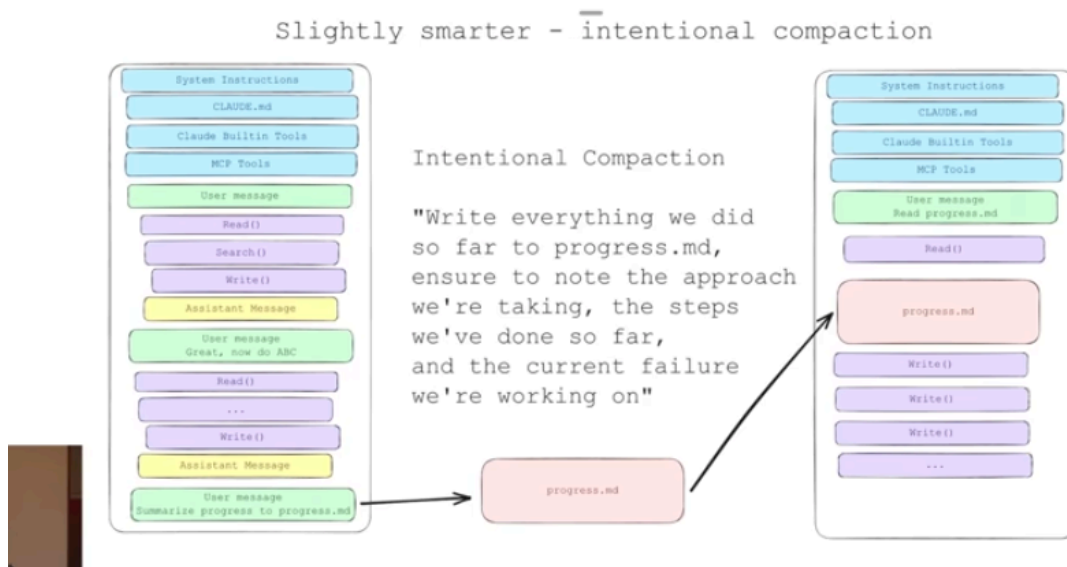 Slightly smarter - intentional compaction
System Instructions
CLAUDE.md
Claude Builtin Tools
MCP Tools
User message
Read()
Search()
Write()
Assistant Message
User message
Great, now do ABC
Read()
...
Write()
Assistant Message
User message
Summarize progress to progress.md
Intentional Compaction
"Write everything we did
so far to progress.md,
ensure to note the approach
we're taking, the steps
we've done so far,
and the current failure
we're working on"
progress.md
System Instructions
CLAUDE.md
Claude Builtin Tools
MCP Tools
User message
Read progress.md
Read()
progress.md
Write()
Write()
Write()
...